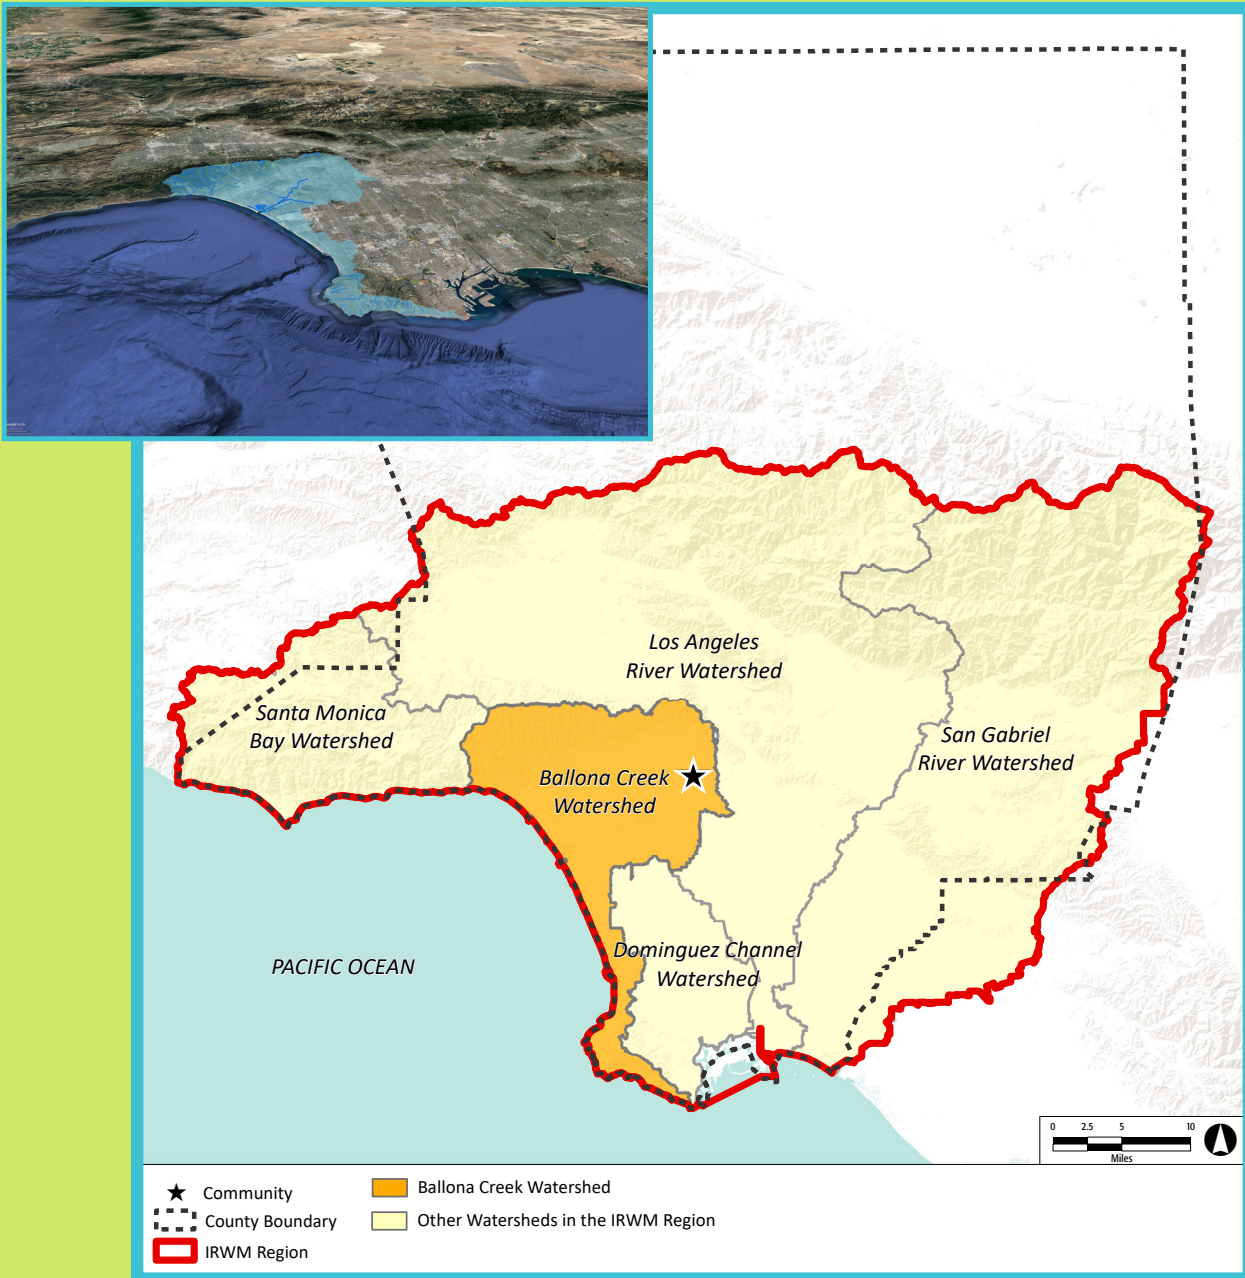 Los Angeles
River Watershed
Santa Monica
Bay Watershed
San Gabriel
River Watershed
Ballona Creek
Watershed
Dominguez Channel
Watershed
PACIFIC OCEAN
0 2.5 5 10
Miles
Community
County Boundary
IRWM Region
Ballona Creek Watershed
Other Watersheds in the IRWM Region